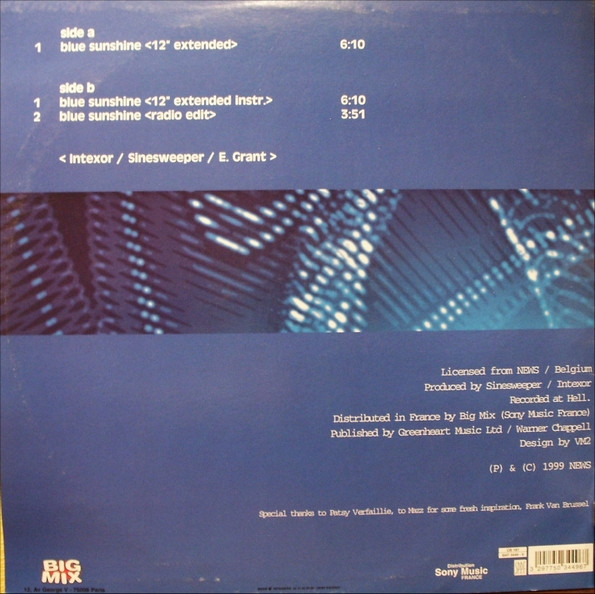 side a
1 blue sunshine <12" extended> 6:10
side b
1 blue sunshine <12" extended instr.> 6:10
2 blue sunshine <radio edit> 3:51
< Intexor / Sinesweeper / E. Grant >
Licensed from NEWS / Belgium
Produced by Sinesweeper / Intexor
Recorded at Hell.
Distributed in France by Big Mix (Sony Music France)
Published by Greenheart Music Ltd / Warner Chappell
Design by VM2
(P) & (C) 1999 NEWS
Special thanks to Patsy Verfaillie, to Mazz for some fresh inspiration, Frank Van Brussel
BIG MIX
Distribution
Sony Music
FRANCE